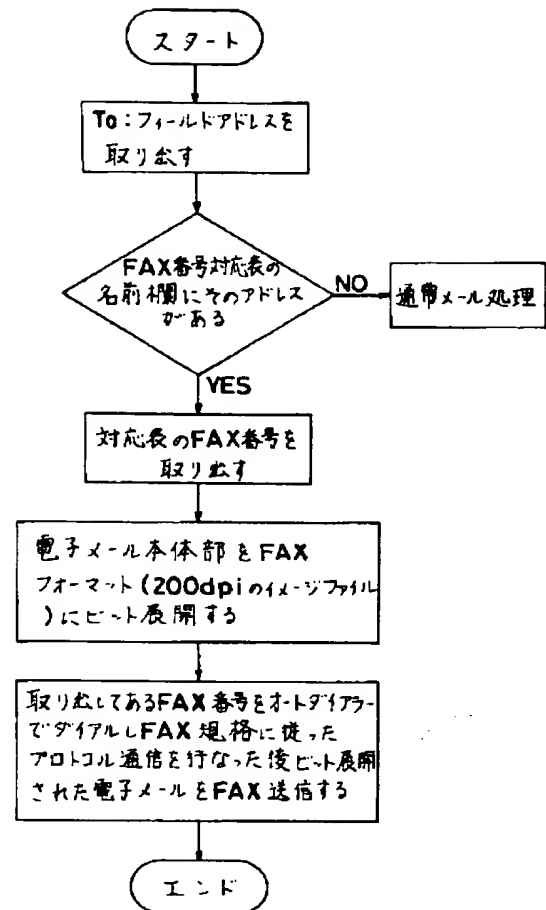 スタート
To:フィールドアドレスを
取り出す
FAX番号対応表の
名前欄にそのアドレス
がある
NO
通常メール処理
YES
対応表のFAX番号を
取り出す
電子メール本体部をFAX
フォーマット(200dpiのイメージファイル
)にビット展開する
取り出してあるFAX番号をオートダイアラー
でダイアルしFAX規格に従った
プロトコル通信を行なった後ビット展開
された電子メールをFAX送信する
エンド